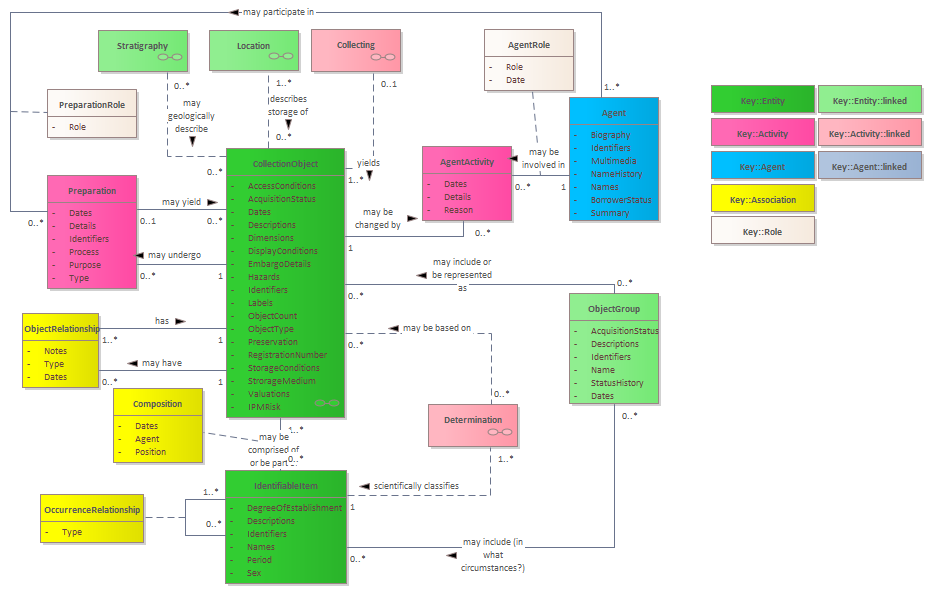 may participate in
Stratigraphy
Location
Collecting
AgentRole
- Role
- Date
0..*
1..*
0..1
1..*
may
geologically
describe
describes
storage of
0..*
0..*
PreparationRole
- Role
yields
1..*
Agent
- Biography
- Identifiers
- Multimedia
- NameHistory
- Names
- BorrowerStatus
- Summary
AgentActivity
- Dates
- Details
- Reason
may be
involved in
0..*
1
0..*
Preparation
- Dates
- Details
- Identifiers
- Process
- Purpose
- Type
0..*
may yield
0..1
0..*
may undergo
0..*
1
CollectionObject
- AccessConditions
- AcquisitionStatus
- Dates
- Descriptions
- Dimensions
- DisplayConditions
- EmbargoDetails
- Hazards
- Identifiers
- Labels
- ObjectCount
- ObjectType
- Preservation
- RegistrationNumber
- StorageConditions
- StrorageMedium
- Valuations
- IPMRisk
may be
changed by
1
may include or
be represented
as
0..*
0..*
ObjectGroup
- AcquisitionStatus
- Descriptions
- Identifiers
- Name
- StatusHistory
- Dates
0..*
may be based on
0..*
0..*
Determination
1..*
ObjectRelationship
- Notes
- Type
- Dates
has
1..*
1
may have
0..*
1
Composition
- Dates
- Agent
- Position
1..*
may be
comprised of
or be part
0..*
IdentifiableItem
- DegreeOfEstablishment
- Descriptions
- Identifiers
- Names
- Period
- Sex
scientifically classifies
1
OccurrenceRelationship
- Type
1..*
0..*
may include (in
what
circumstances?)
0..*
Key::Entity
Key::Entity::linked
Key::Activity
Key::Activity::linked
Key::Agent
Key::Agent::linked
Key::Association
Key::Role